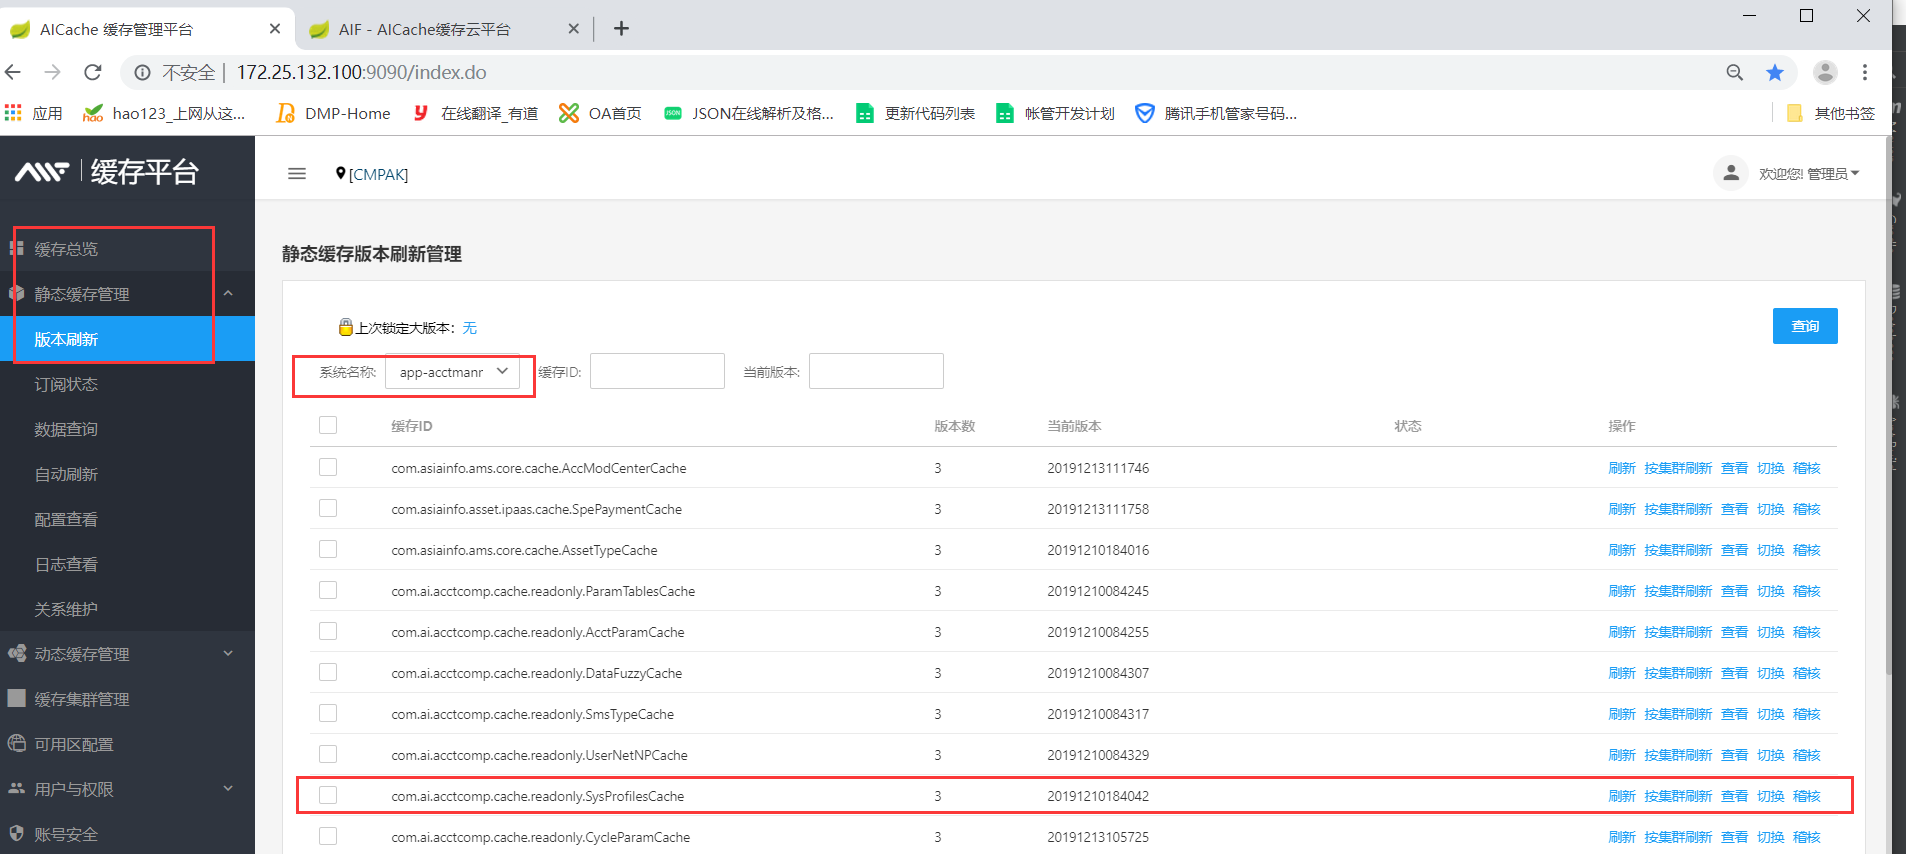 AICache 缓存管理平台
AIF - AICache缓存云平台
不安全 | 172.25.132.100:9090/index.do
应用
hao123_上网从这...
DMP-Home
在线翻译_有道
OA首页
JSON在线解析及格...
更新代码列表
帐管开发计划
腾讯手机管家号码...
其他书签
AIF 缓存平台
[CMPAK]
欢迎您! 管理员
缓存总览
静态缓存管理
版本刷新
订阅状态
数据查询
自动刷新
配置查看
日志查看
关系维护
动态缓存管理
缓存集群管理
可用区配置
用户与权限
账号安全
静态缓存版本刷新管理
上次锁定大版本: 无
查询
系统名称: app-acctmanr 缓存ID: 当前版本:
缓存ID 版本数 当前版本 状态 操作
com.asiainfo.ams.core.cache.AccModCenterCache 3 20191213111746 刷新 按集群刷新 查看 切换 稽核
com.asiainfo.asset.ipaas.cache.SpePaymentCache 3 20191213111758 刷新 按集群刷新 查看 切换 稽核
com.asiainfo.ams.core.cache.AssetTypeCache 3 20191210184016 刷新 按集群刷新 查看 切换 稽核
com.ai.acctcomp.cache.readonly.ParamTablesCache 3 20191210084245 刷新 按集群刷新 查看 切换 稽核
com.ai.acctcomp.cache.readonly.AcctParamCache 3 20191210084255 刷新 按集群刷新 查看 切换 稽核
com.ai.acctcomp.cache.readonly.DataFuzzyCache 3 20191210084307 刷新 按集群刷新 查看 切换 稽核
com.ai.acctcomp.cache.readonly.SmsTypeCache 3 20191210084317 刷新 按集群刷新 查看 切换 稽核
com.ai.acctcomp.cache.readonly.UserNetNPCache 3 20191210084329 刷新 按集群刷新 查看 切换 稽核
com.ai.acctcomp.cache.readonly.SysProfilesCache 3 20191210184042 刷新 按集群刷新 查看 切换 稽核
com.ai.acctcomp.cache.readonly.CycleParamCache 3 20191213105725 刷新 按集群刷新 查看 切换 稽核